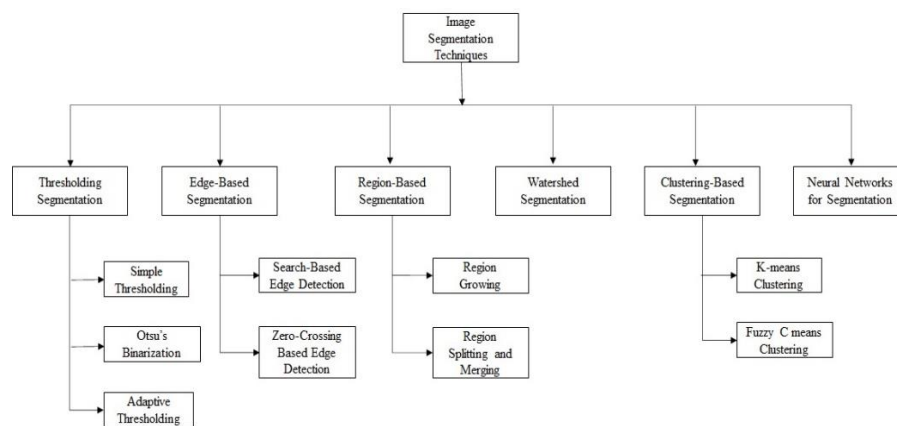 Image
Segmentation
Techniques
Thresholding
Segmentation
Edge-Based
Segmentation
Region-Based
Segmentation
Watershed
Segmentation
Clustering-Based
Segmentation
Neural Networks
for Segmentation
Simple
Thresholding
Otsu's
Binarization
Adaptive
Thresholding
Search-Based
Edge Detection
Zero-Crossing
Based Edge
Detection
Region
Growing
Region
Splitting and
Merging
K-means
Clustering
Fuzzy C means
Clustering